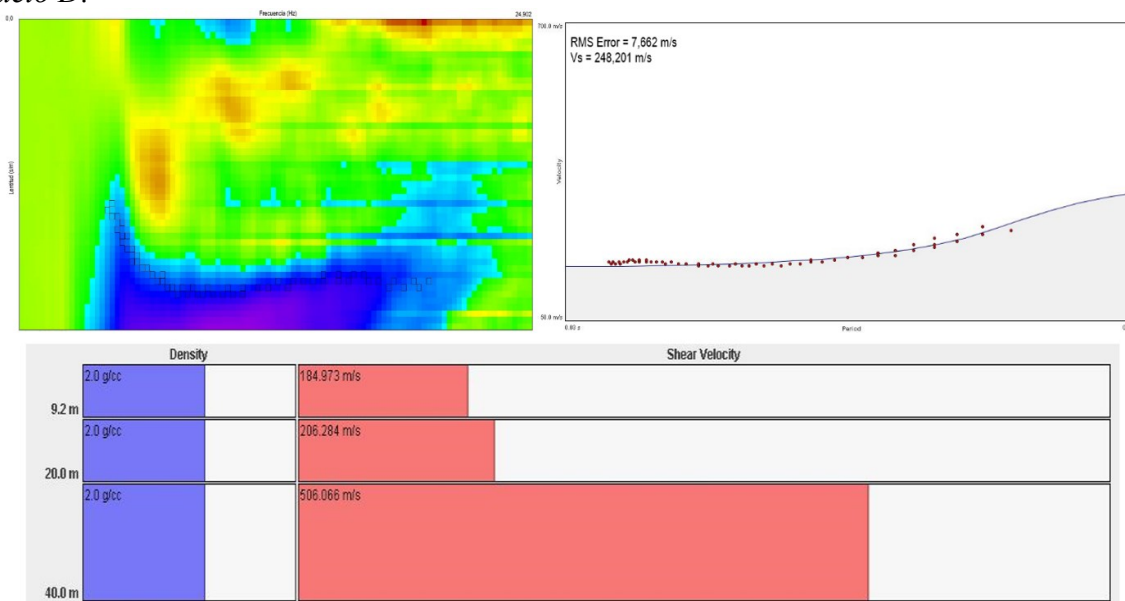 Frecuencia (Hz)
0.0
24.902
Lentitud (s/m)
700.0 m/s
RMS Error = 7,662 m/s
Vs = 248,201 m/s
Velocity
50.0 m/s
Period
Density
Shear Velocity
2.0 g/cc
184.973 m/s
9.2 m
2.0 g/cc
206.284 m/s
20.0 m
2.0 g/cc
506.066 m/s
40.0 m